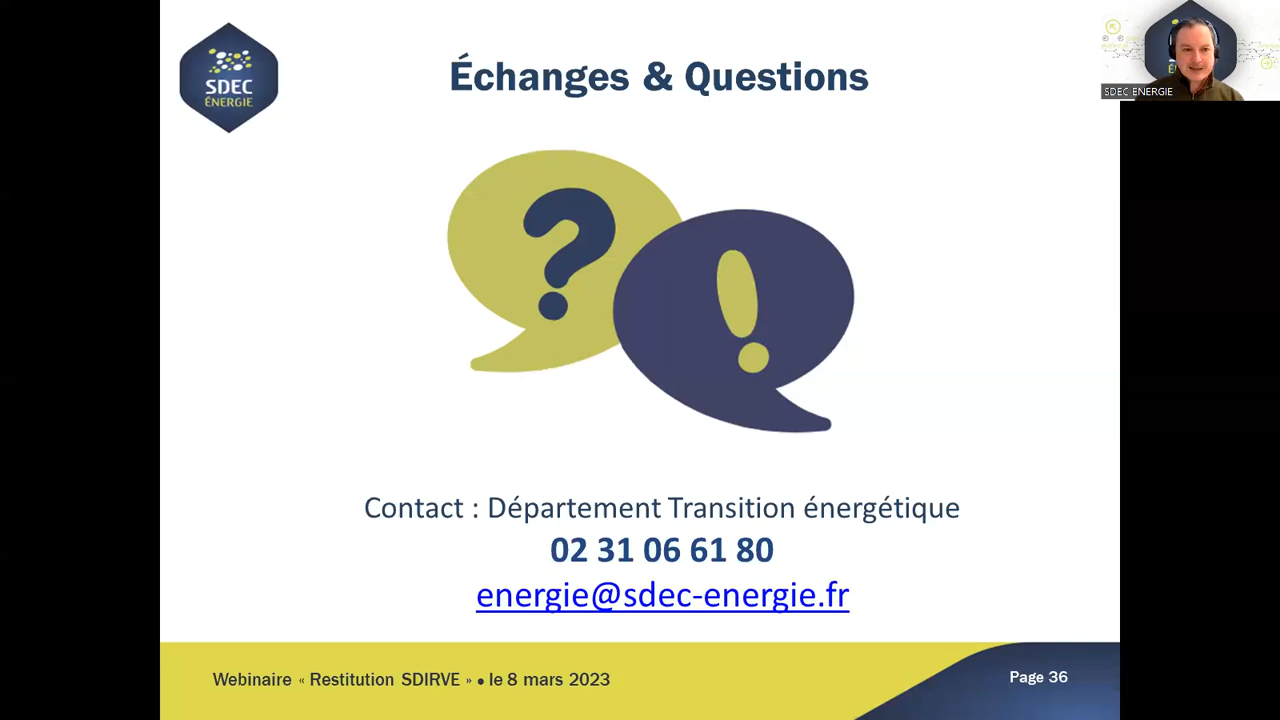 SDEC
ÉNERGIE
Échanges & Questions
SDEC ENERGIE
?
!
Contact : Département Transition énergétique
02 31 06 61 80
energie@sdec-energie.fr
Webinaire « Restitution SDIRVE » • le 8 mars 2023
Page 36